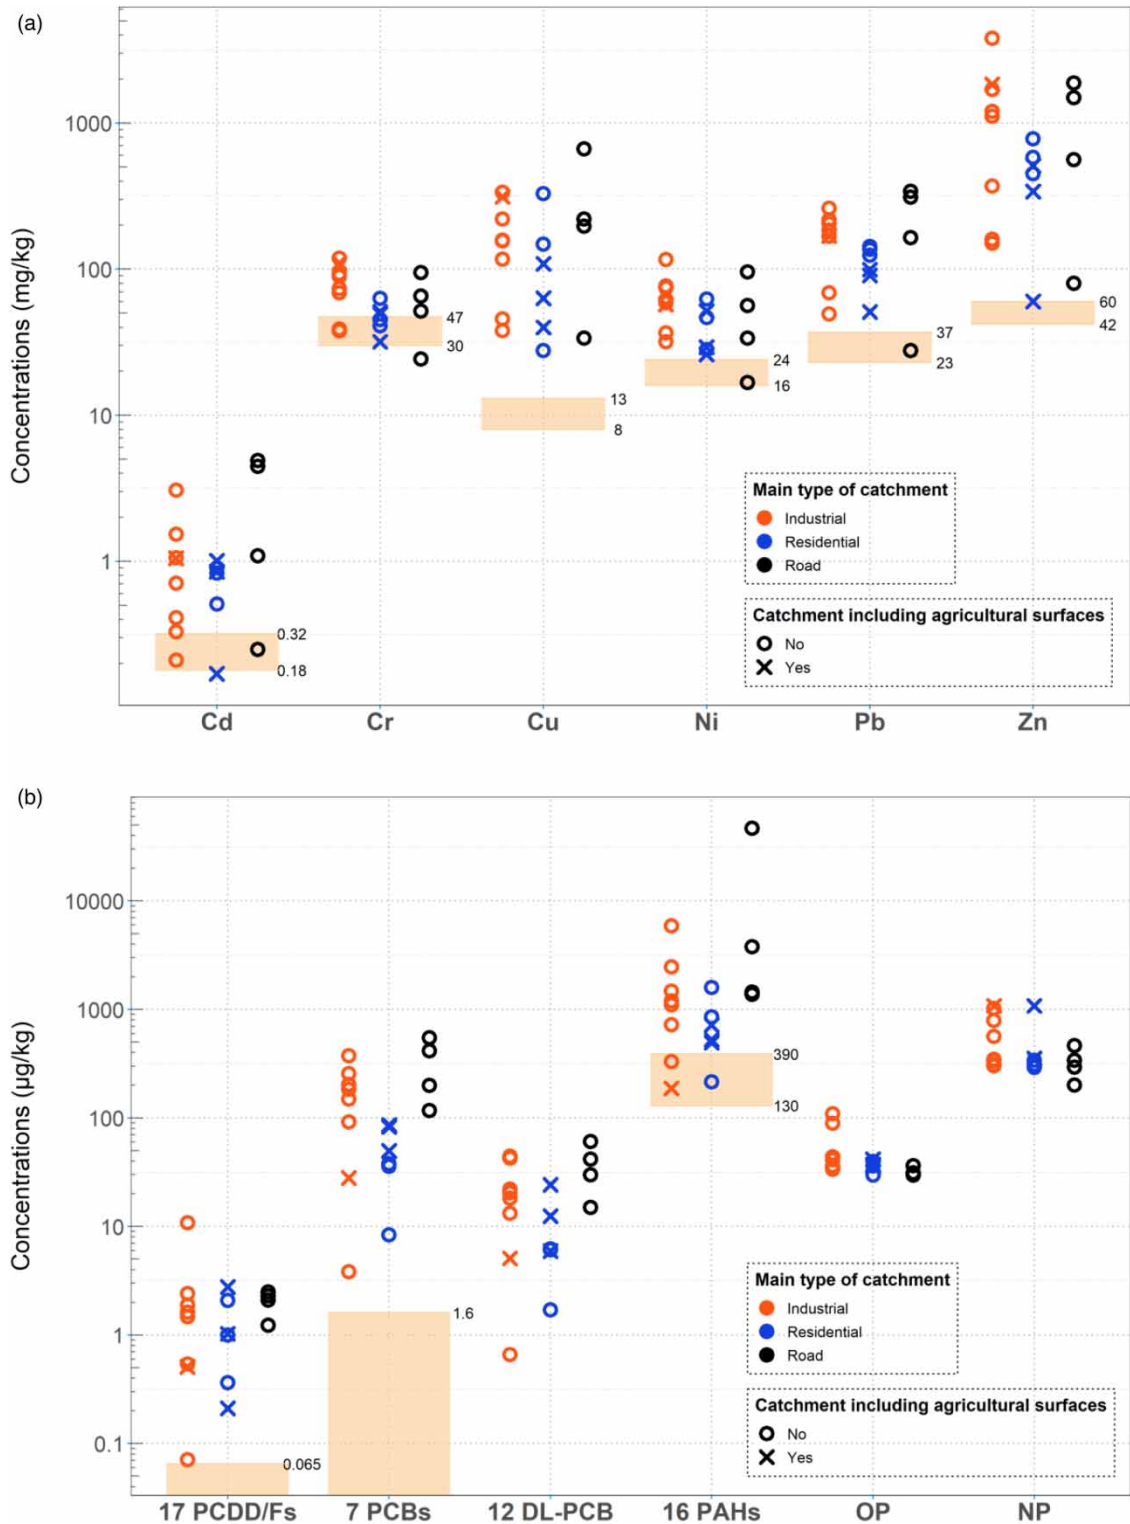 (a)
Concentrations (mg/kg)
1000
100
10
1
47
30
13
8
24
16
37
23
60
42
0.32
0.18
Main type of catchment
Industrial
Residential
Road
Catchment including agricultural surfaces
No
Yes
Cd Cr Cu Ni Pb Zn
(b)
Concentrations (µg/kg)
10000
1000
100
10
1
0.1
390
130
1.6
0.065
Main type of catchment
Industrial
Residential
Road
Catchment including agricultural surfaces
No
Yes
17 PCDD/Fs 7 PCBs 12 DL-PCB 16 PAHs OP NP